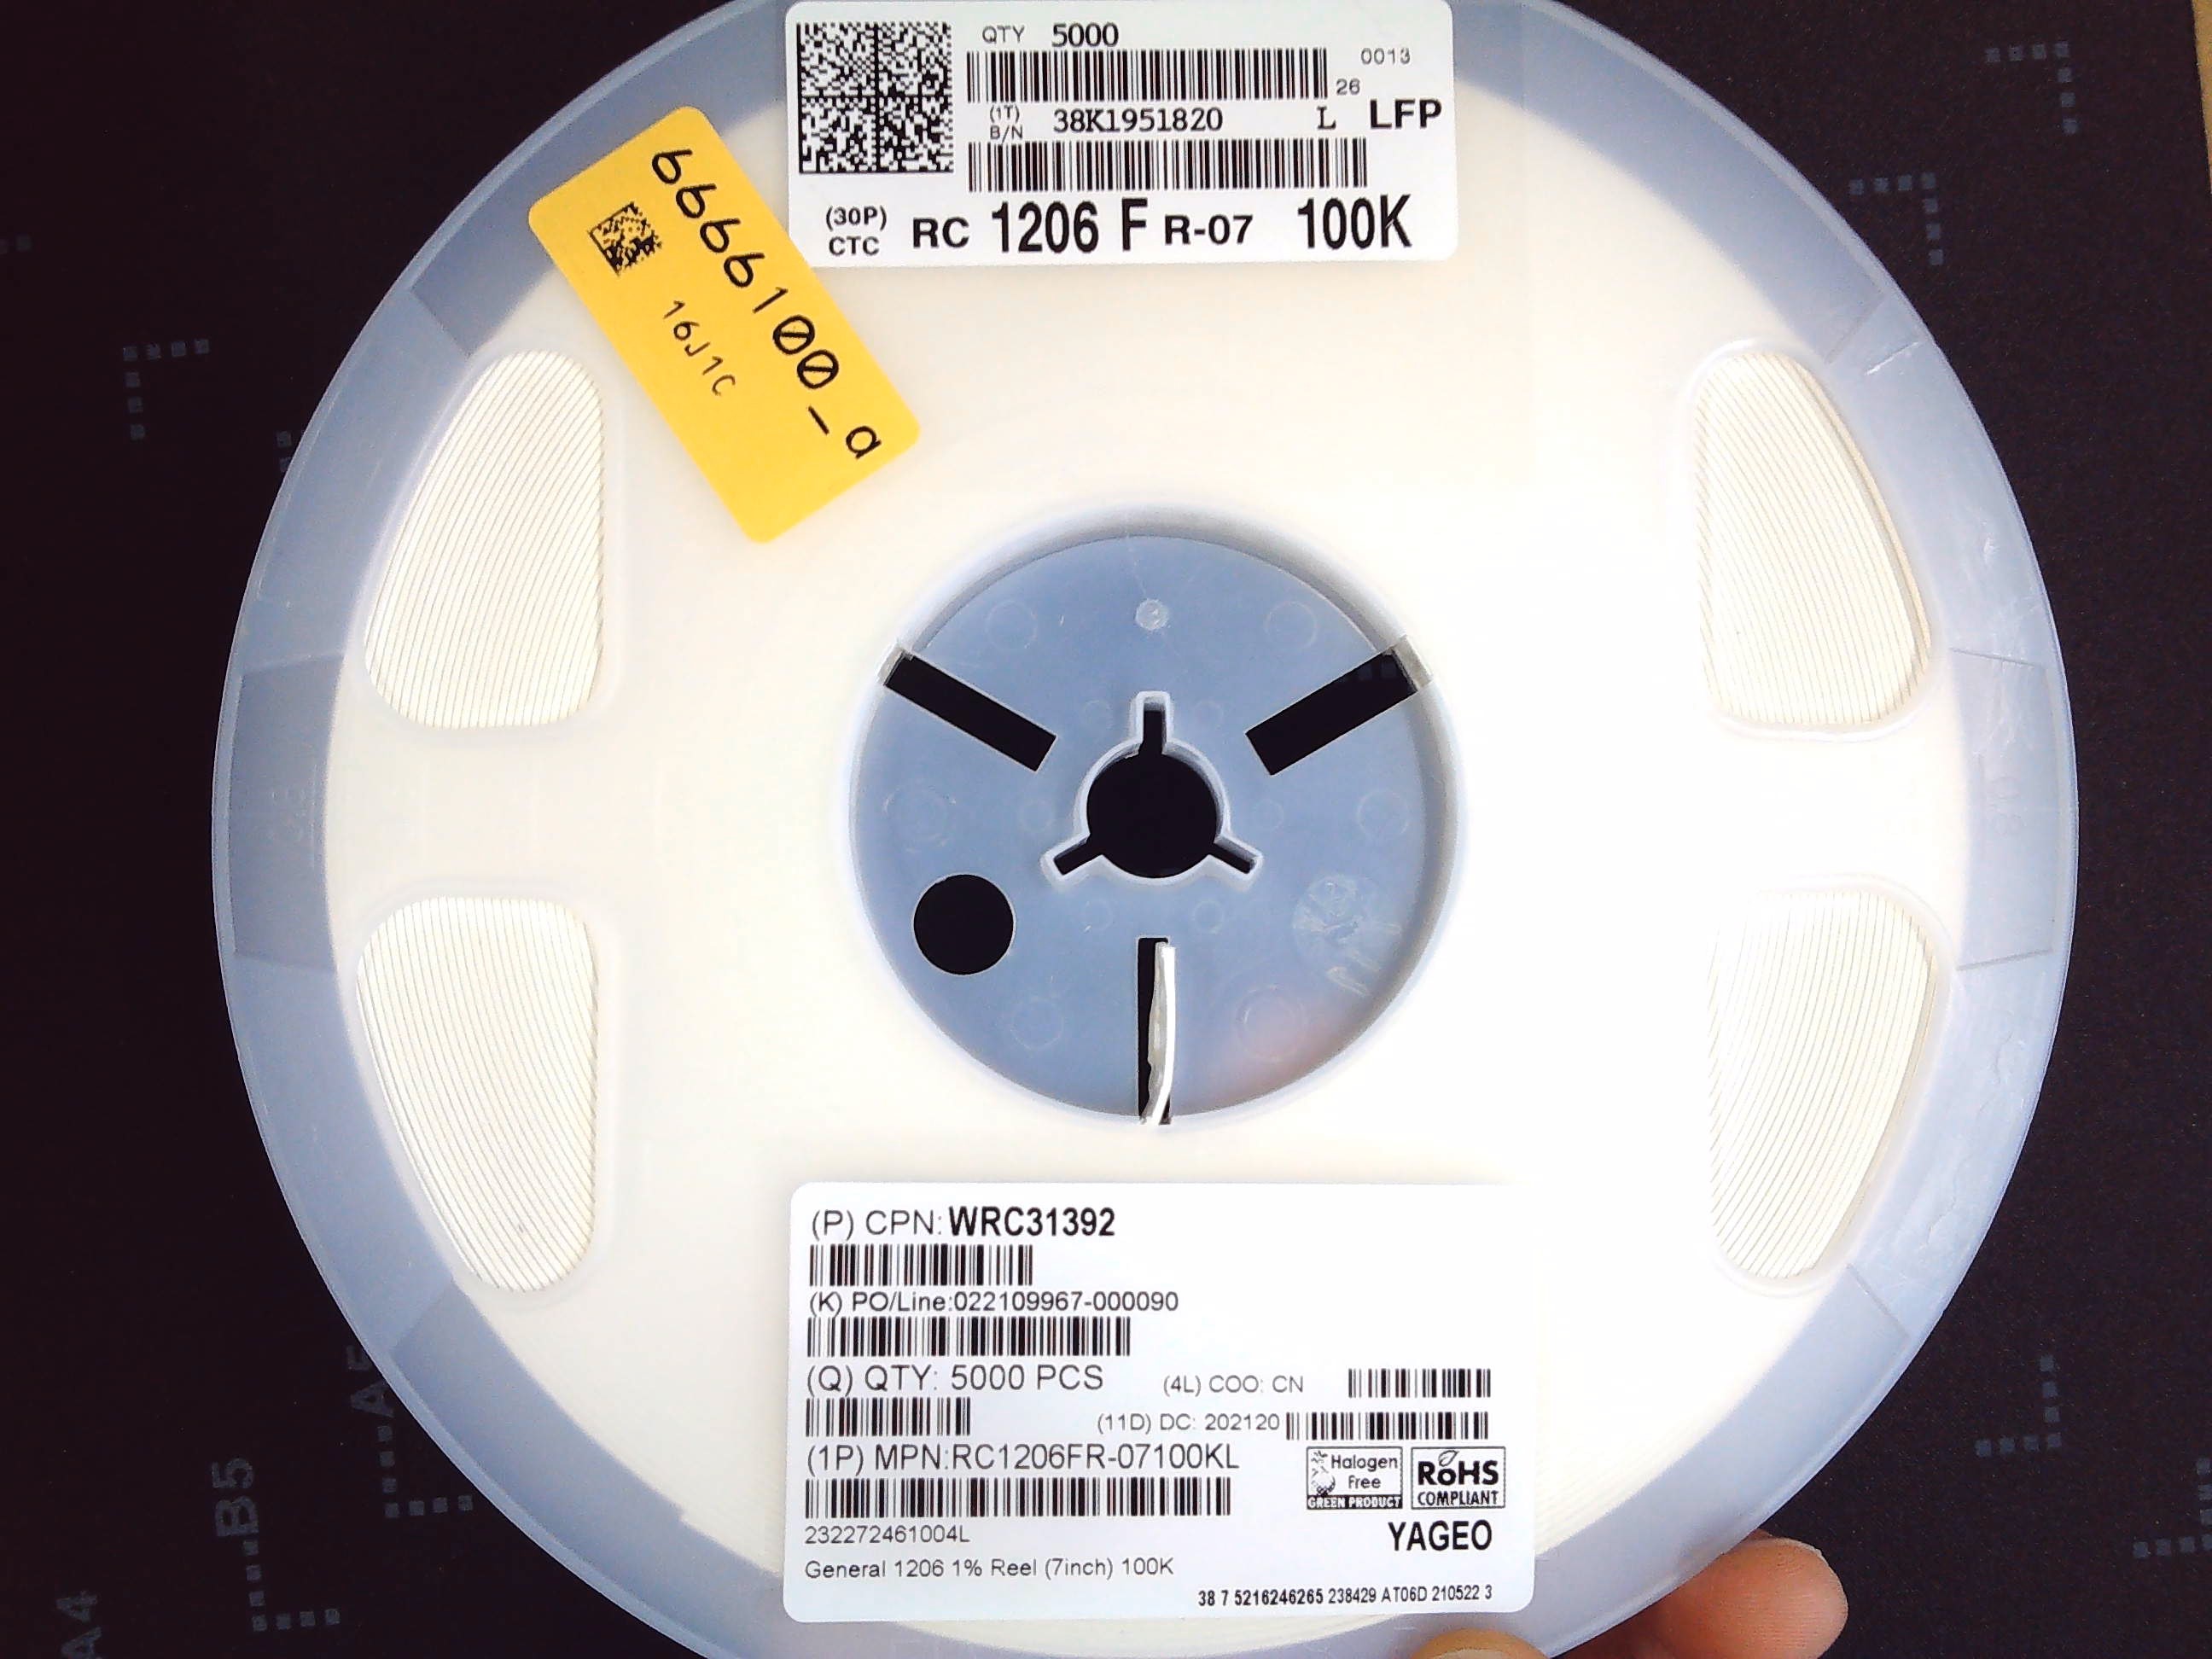 QTY 5000
0013
26
(1T) B/N 38K1951820 L LFP
(30P) CTC RC 1206 F R-07 100K
6666100_a
16J1C
(P) CPN:WRC31392
(K) PO/Line:022109967-000090
(Q) QTY: 5000 PCS (4L) COO: CN
(11D) DC: 202120
(1P) MPN:RC1206FR-07100KL
Halogen Free GREEN PRODUCT
RoHS COMPLIANT
232272461004L
YAGEO
General 1206 1% Reel (7inch) 100K
38 7 5216246265 238429 AT06D 210522 3
A5
B5
A4